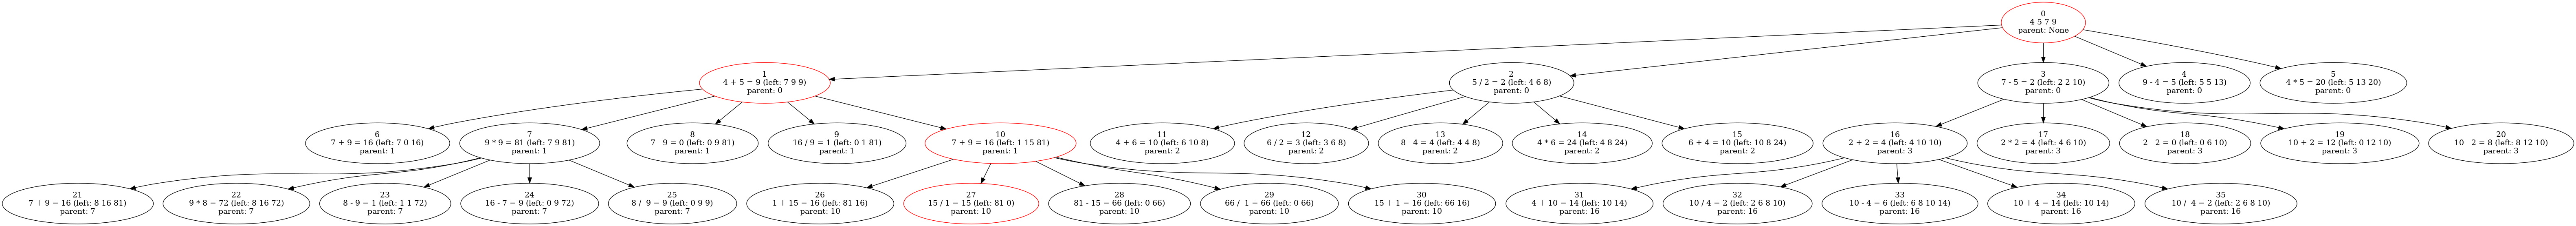 0
4 5 7 9
parent: None
1
4 + 5 = 9 (left: 7 9 9)
parent: 0
2
5 / 2 = 2 (left: 4 6 8)
parent: 0
3
7 - 5 = 2 (left: 2 2 10)
parent: 0
4
9 - 4 = 5 (left: 5 5 13)
parent: 0
5
4 * 5 = 20 (left: 5 13 20)
parent: 0
6
7 + 9 = 16 (left: 7 0 16)
parent: 1
7
9 * 9 = 81 (left: 7 9 81)
parent: 1
8
7 - 9 = 0 (left: 0 9 81)
parent: 1
9
16 / 9 = 1 (left: 0 1 81)
parent: 1
10
7 + 9 = 16 (left: 1 15 81)
parent: 1
11
4 + 6 = 10 (left: 6 10 8)
parent: 2
12
6 / 2 = 3 (left: 3 6 8)
parent: 2
13
8 - 4 = 4 (left: 4 4 8)
parent: 2
14
4 * 6 = 24 (left: 4 8 24)
parent: 2
15
6 + 4 = 10 (left: 10 8 24)
parent: 2
16
2 + 2 = 4 (left: 4 10 10)
parent: 3
17
2 * 2 = 4 (left: 4 6 10)
parent: 3
18
2 - 2 = 0 (left: 0 6 10)
parent: 3
19
10 + 2 = 12 (left: 0 12 10)
parent: 3
20
10 - 2 = 8 (left: 8 12 10)
parent: 3
21
7 + 9 = 16 (left: 8 16 81)
parent: 7
22
9 * 8 = 72 (left: 8 16 72)
parent: 7
23
8 - 9 = 1 (left: 1 1 72)
parent: 7
24
16 - 7 = 9 (left: 0 9 72)
parent: 7
25
8 / 9 = 9 (left: 0 9 9)
parent: 7
26
1 + 15 = 16 (left: 81 16)
parent: 10
27
15 / 1 = 15 (left: 81 0)
parent: 10
28
81 - 15 = 66 (left: 0 66)
parent: 10
29
66 / 1 = 66 (left: 0 66)
parent: 10
30
15 + 1 = 16 (left: 66 16)
parent: 10
31
4 + 10 = 14 (left: 10 14)
parent: 16
32
10 / 4 = 2 (left: 2 6 8 10)
parent: 16
33
10 - 4 = 6 (left: 6 8 10 14)
parent: 16
34
10 + 4 = 14 (left: 10 14)
parent: 16
35
10 / 4 = 2 (left: 2 6 8 10)
parent: 16